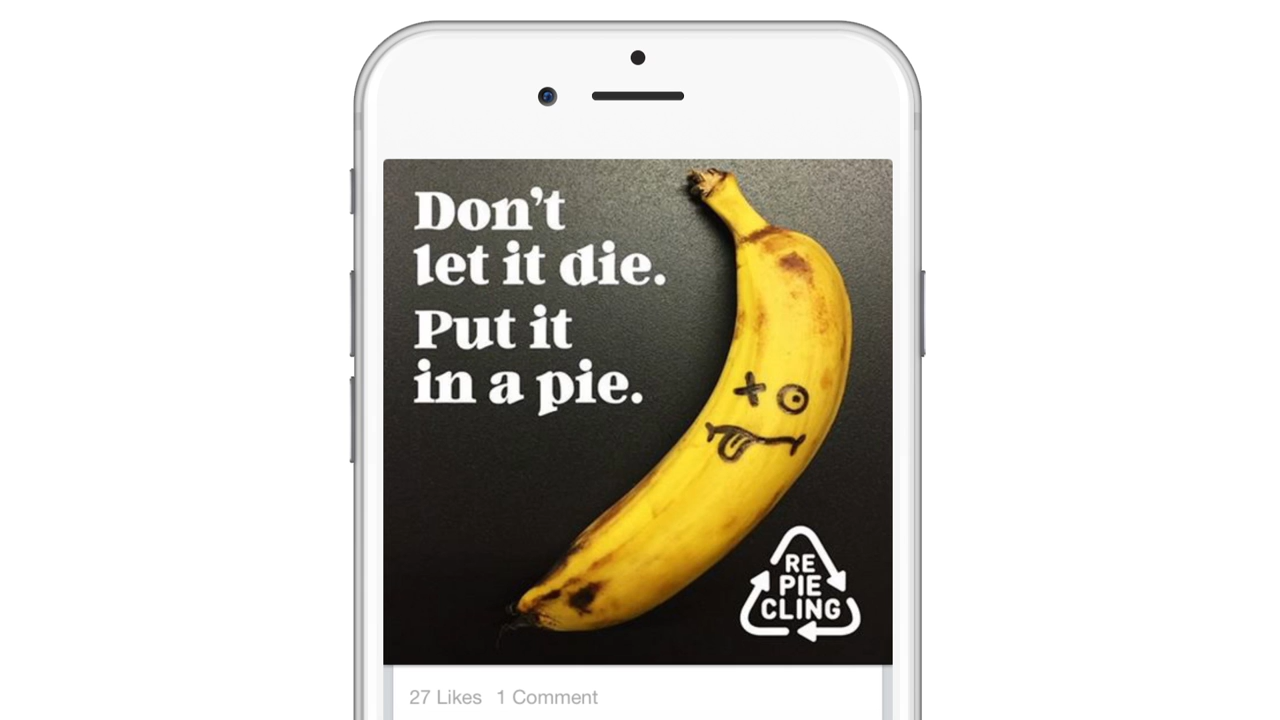 Don't
let it die.
Put it
in a pie.
RE
PIE
CLING
27 Likes 1 Comment